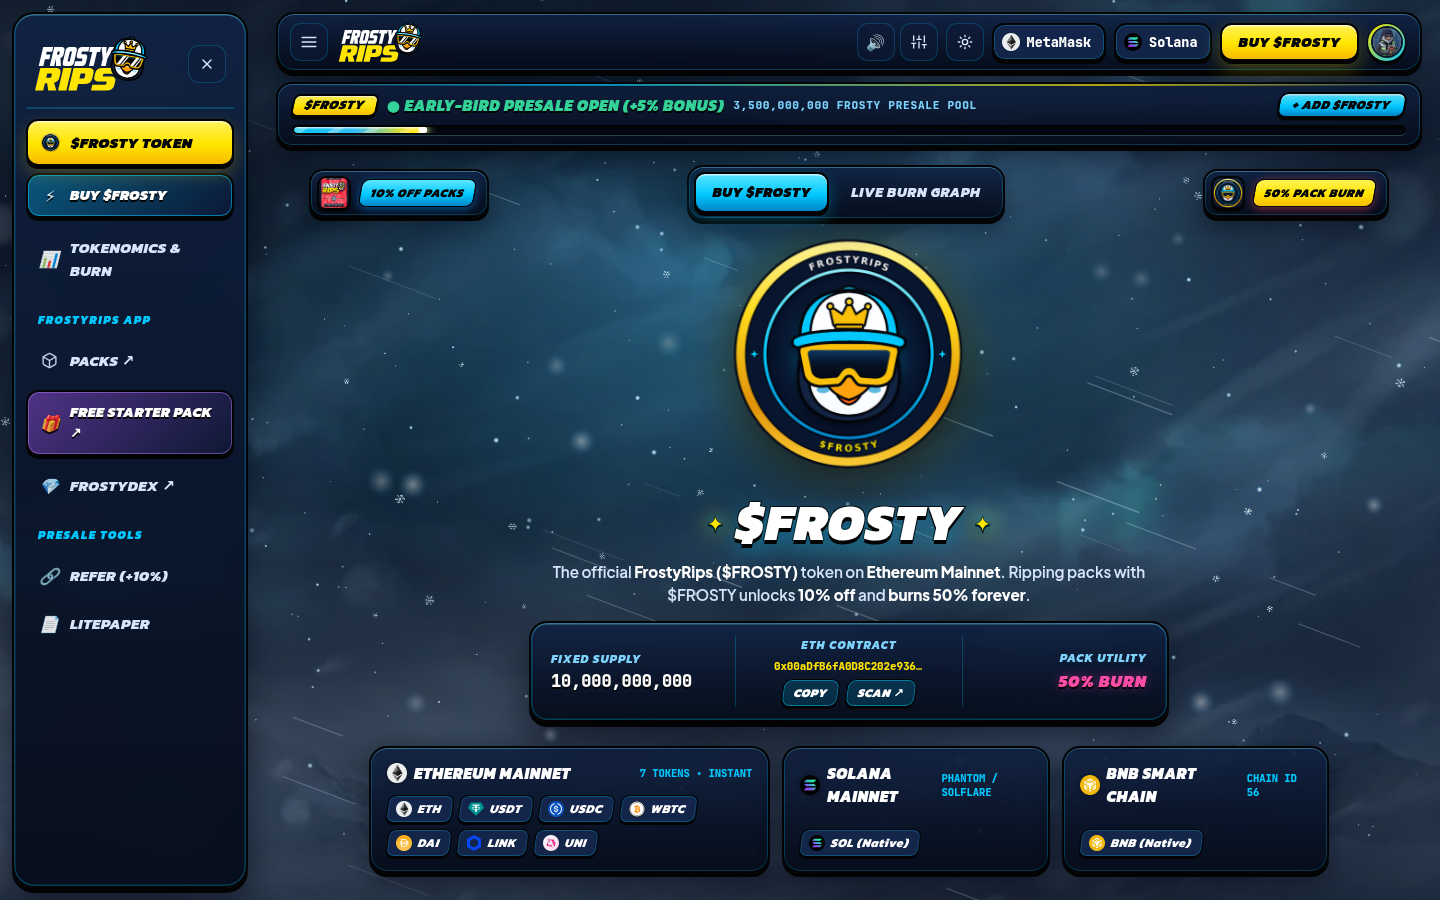 FROSTY
RIPS
$FROSTY TOKEN
BUY $FROSTY
TOKENOMICS &
BURN
FROSTYRIPS APP
PACKS ↗
FREE STARTER PACK
↗
FROSTYDEX ↗
PRESALE TOOLS
REFER (+10%)
LITEPAPER
FROSTY
RIPS
MetaMask
Solana
BUY $FROSTY
$FROSTY
EARLY-BIRD PRESALE OPEN (+5% BONUS)
3,500,000,000 FROSTY PRESALE POOL
+ ADD $FROSTY
10% OFF PACKS
BUY $FROSTY
LIVE BURN GRAPH
50% PACK BURN
FROSTYRIPS
$FROSTY
$FROSTY
The official FrostyRips ($FROSTY) token on Ethereum Mainnet. Ripping packs with
$FROSTY unlocks 10% off and burns 50% forever.
FIXED SUPPLY
10,000,000,000
ETH CONTRACT
0x00aDfB6fA0D8C202e936…
COPY
SCAN ↗
PACK UTILITY
50% BURN
ETHEREUM MAINNET
7 TOKENS · INSTANT
ETH
USDT
USDC
WBTC
DAI
LINK
UNI
SOLANA
MAINNET
PHANTOM /
SOLFLARE
SOL (Native)
BNB SMART
CHAIN
CHAIN ID
56
BNB (Native)